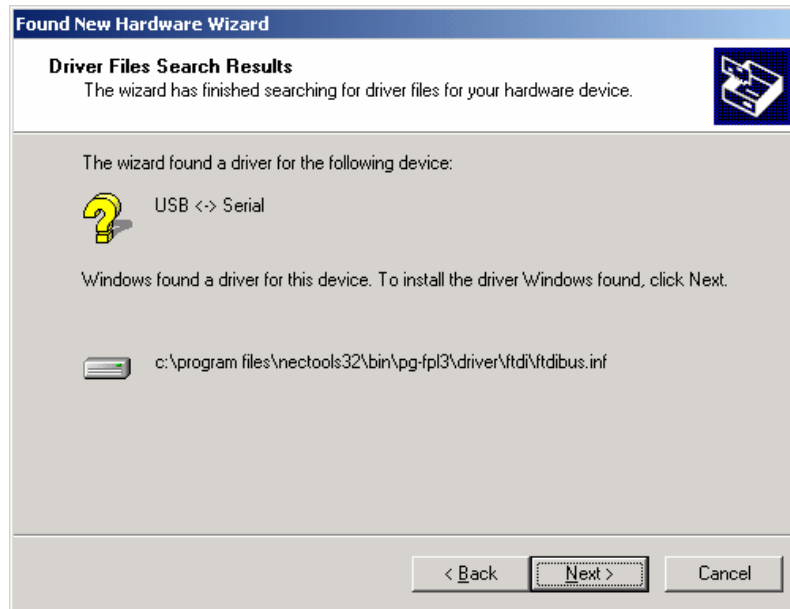 Found New Hardware Wizard
Driver Files Search Results
The wizard has finished searching for driver files for your hardware device.
The wizard found a driver for the following device:
USB <-> Serial
Windows found a driver for this device. To install the driver Windows found, click Next.
c:\program files\nectools32\bin\pg-fpl3\driver\ftdi\ftdibus.inf
< Back Next > Cancel